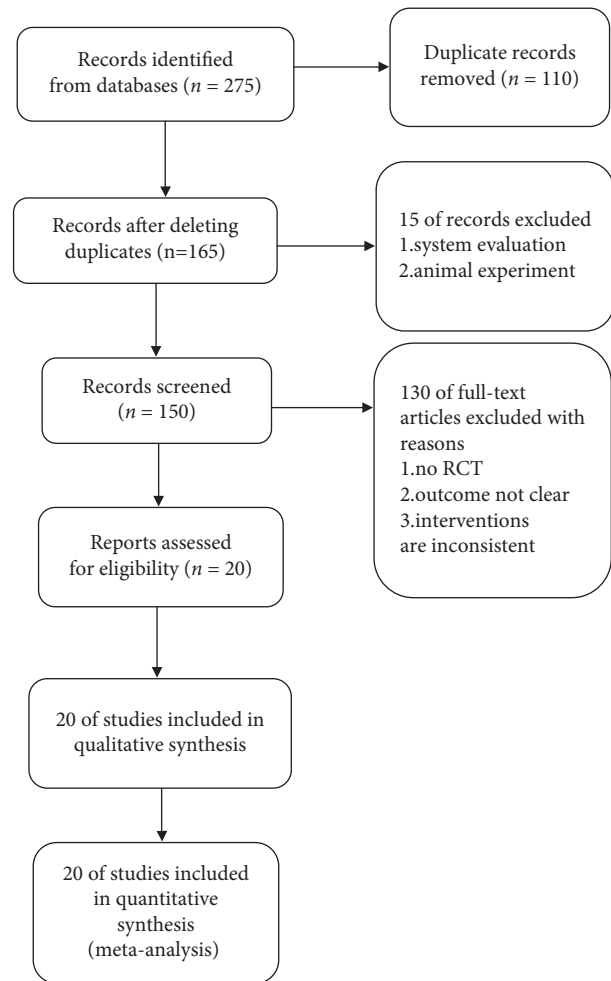 Records identified
from databases (n = 275)
Duplicate records
removed (n = 110)
Records after deleting
duplicates (n=165)
15 of records excluded
1.system evaluation
2.animal experiment
Records screened
(n = 150)
130 of full-text
articles excluded with
reasons
1.no RCT
2.outcome not clear
3.interventions
are inconsistent
Reports assessed
for eligibility (n = 20)
20 of studies included in
qualitative synthesis
20 of studies included
in quantitative
synthesis
(meta-analysis)